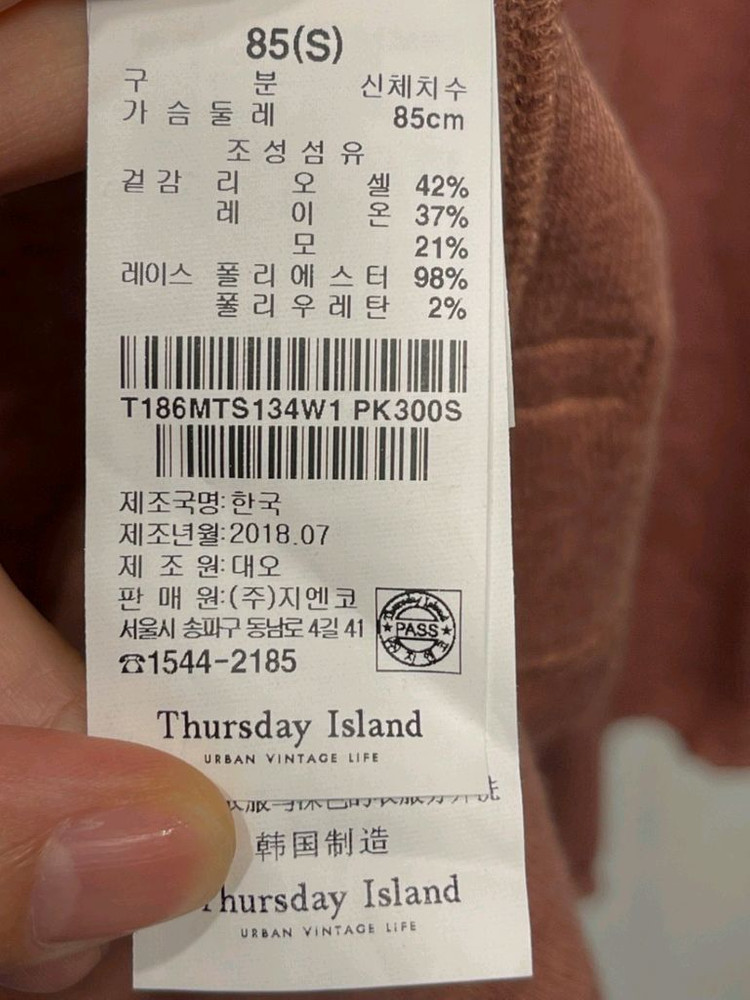 85(S)
구 분 신체치수
가 슴 둘 레 85cm
조 성 섬 유
겉 감 리 오 셀 42%
레 이 온 37%
모 21%
레이스 폴 리 에 스 터 98%
폴 리 우 레 탄 2%
T186MTS134W1 PK300S
제조국명:한국
제조년월:2018.07
제 조 원:대오
판 매 원:(주)지엔코
서울시 송파구 동남로 4길 41
☎1544-2185
Thursday Island
★ PASS ★
Thursday Island
URBAN VINTAGE LIFE
韩国制造
Thursday Island
URBAN VINTAGE LIFE